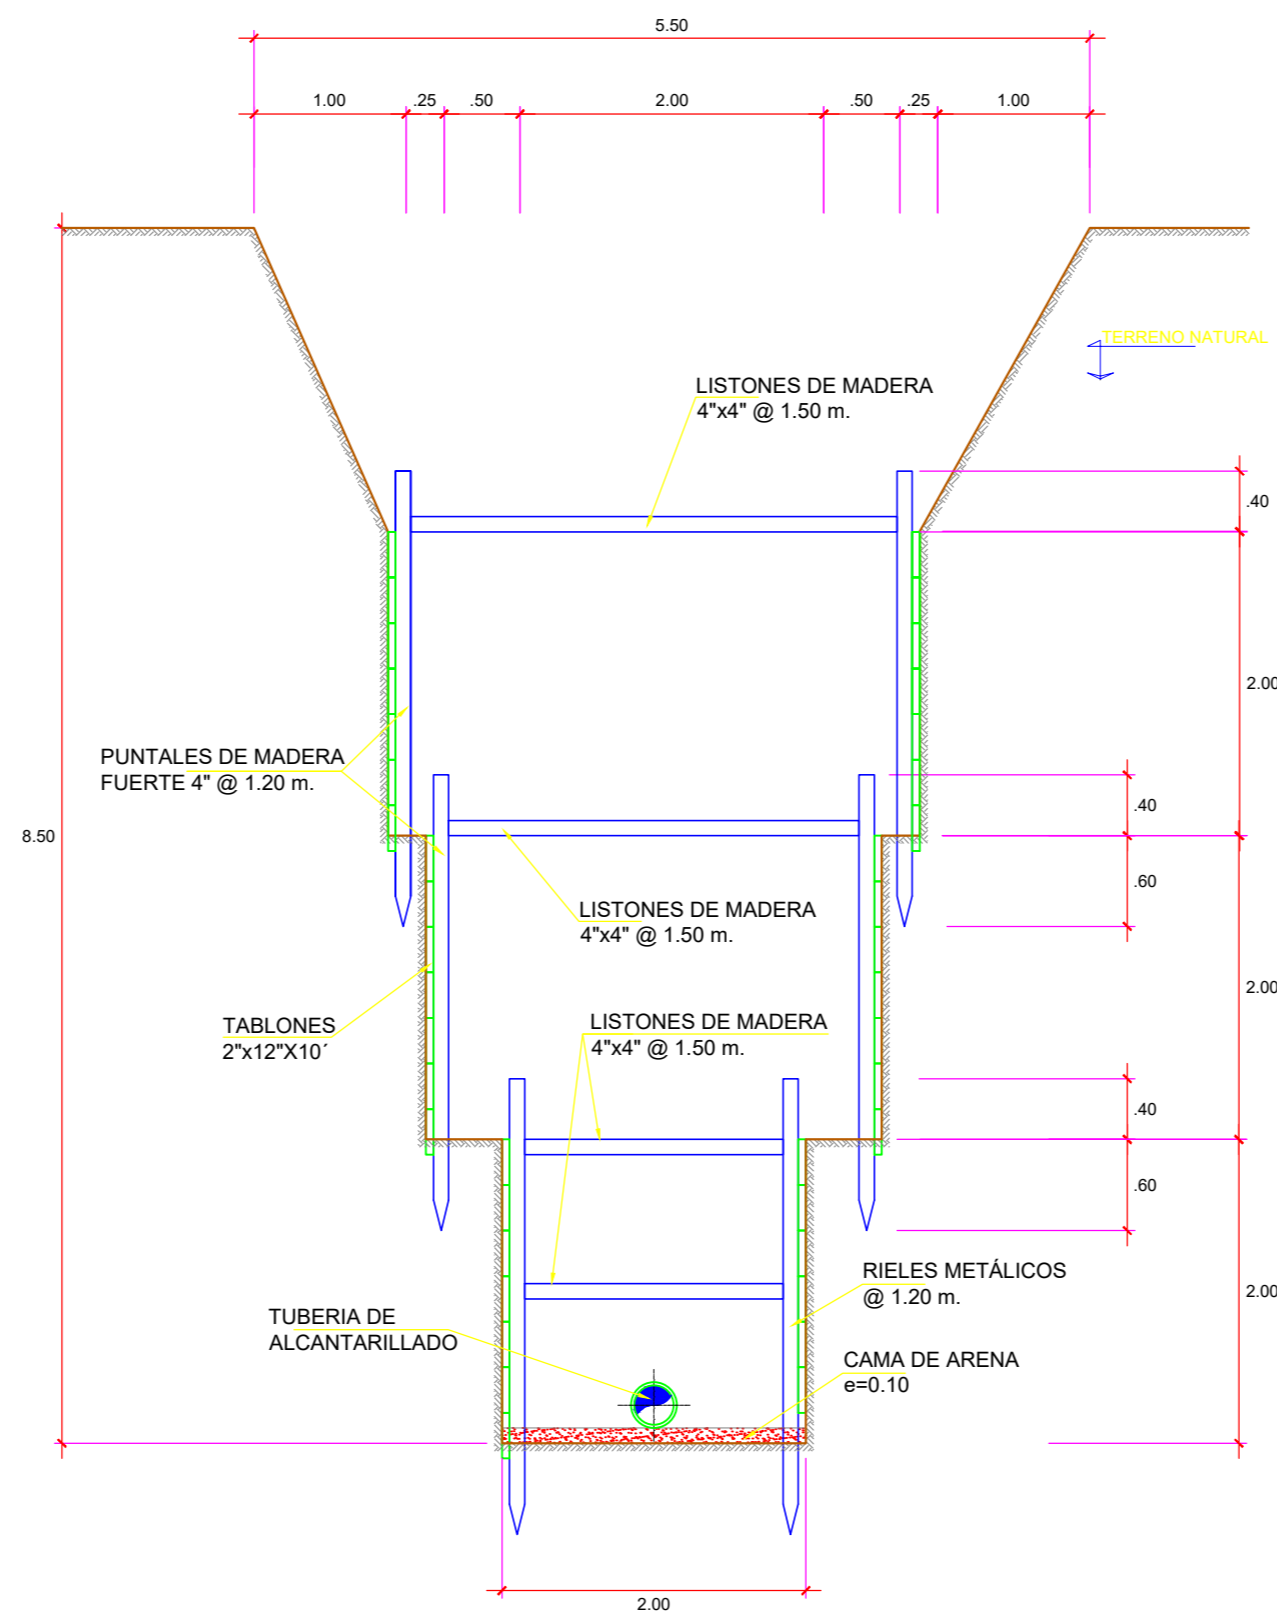 5.50
1.00 .25 .50 2.00 .50 .25 1.00
TERRENO NATURAL
LISTONES DE MADERA
4"x4" @ 1.50 m.
.40
2.00
PUNTALES DE MADERA
FUERTE 4" @ 1.20 m.
.40
8.50
.60
LISTONES DE MADERA
4"x4" @ 1.50 m.
2.00
TABLONES
2"x12"X10´
LISTONES DE MADERA
4"x4" @ 1.50 m.
.40
.60
RIELES METÁLICOS
@ 1.20 m.
2.00
TUBERIA DE
ALCANTARILLADO
CAMA DE ARENA
e=0.10
2.00